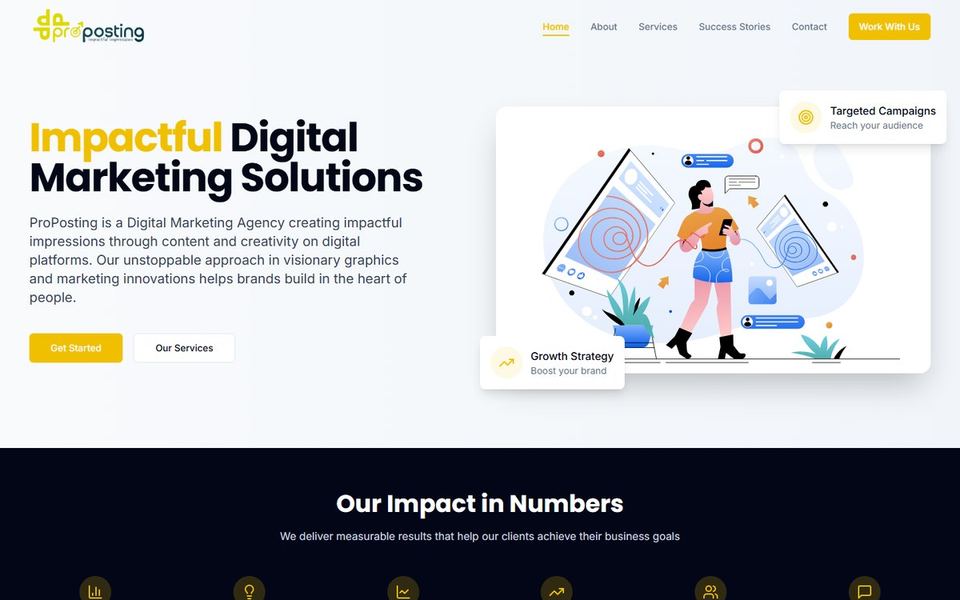 proposting
Home
About
Services
Success Stories
Contact
Work With Us
Targeted Campaigns
Reach your audience
Impactful Digital
Marketing Solutions
ProPosting is a Digital Marketing Agency creating impactful
impressions through content and creativity on digital
platforms. Our unstoppable approach in visionary graphics
and marketing innovations helps brands build in the heart of
people.
Get Started
Our Services
Growth Strategy
Boost your brand
Our Impact in Numbers
We deliver measurable results that help our clients achieve their business goals